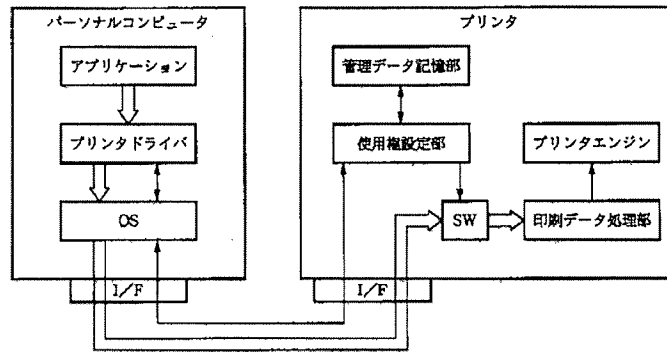 パーソナルコンピュータ
プリンタ
アプリケーション
管理データ記憶部
プリンタドライバ
使用権設定部
プリンタエンジン
OS
SW
印刷データ処理部
I/F
I/F